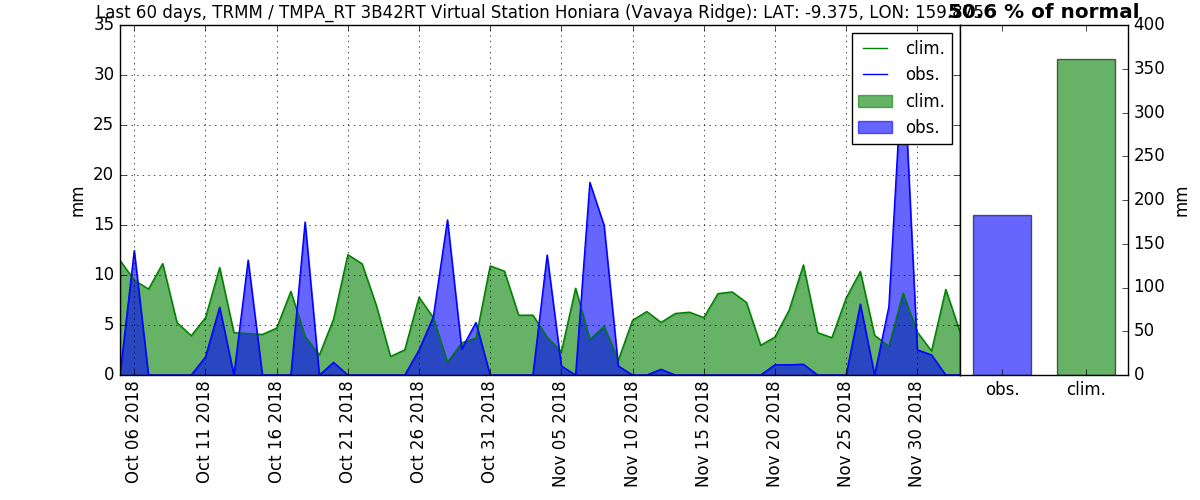 Last 60 days, TRMM / TMPA_RT 3B42RT Virtual Station Honiara (Vavaya Ridge): LAT: -9.375, LON:
50.6 % of normal
35
30
25
20
15
10
5
0
mm
clim.
obs.
clim.
obs.
400
350
300
250
200
150
100
50
0
mm
Oct 06 2018
Oct 11 2018
Oct 16 2018
Oct 21 2018
Oct 26 2018
Oct 31 2018
Nov 05 2018
Nov 10 2018
Nov 15 2018
Nov 20 2018
Nov 25 2018
Nov 30 2018
obs.
clim.